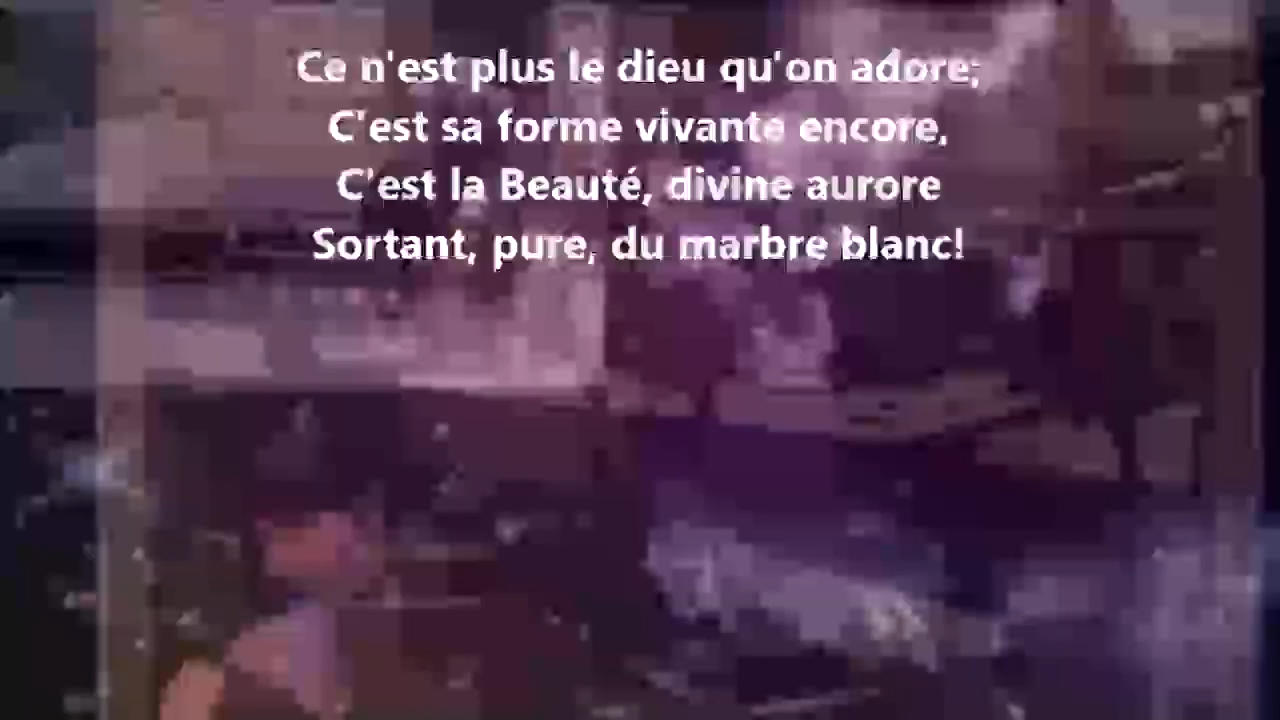 Ce n'est plus le dieu qu'on adore;
C'est sa forme vivante encore,
C'est la Beauté, divine aurore
Sortant, pure, du marbre blanc!